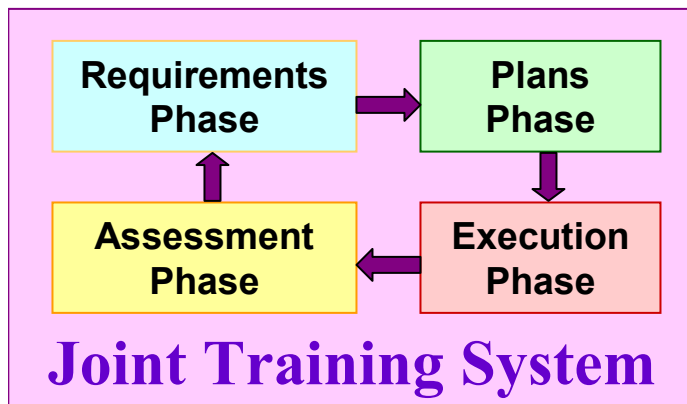 Requirements
Phase
Plans
Phase
Assessment
Phase
Execution
Phase
Joint Training System